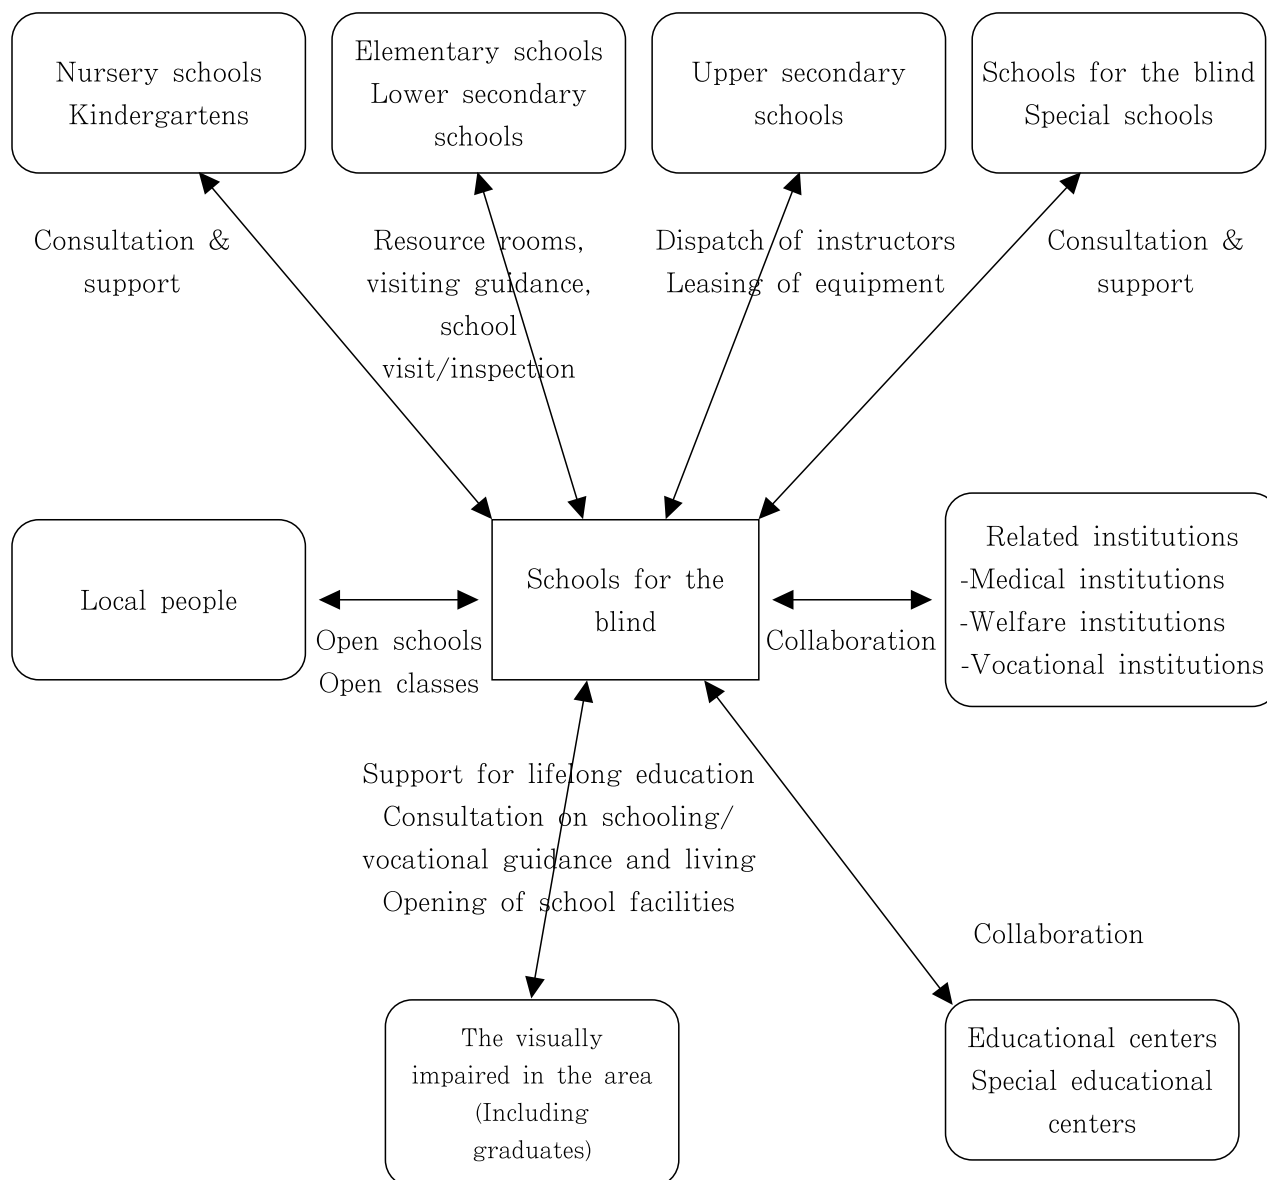 Nursery schools
Kindergartens
Elementary schools
Lower secondary
schools
Upper secondary
schools
Schools for the blind
Special schools
Consultation &
support
Resource rooms,
visiting guidance,
school
visit/inspection
Dispatch of instructors
Leasing of equipment
Consultation &
support
Local people
Open schools
Open classes
Schools for the
blind
Collaboration
Related institutions
-Medical institutions
-Welfare institutions
-Vocational institutions
Support for lifelong education
Consultation on schooling/
vocational guidance and living
Opening of school facilities
Collaboration
The visually
impaired in the area
(Including
graduates)
Educational centers
Special educational
centers